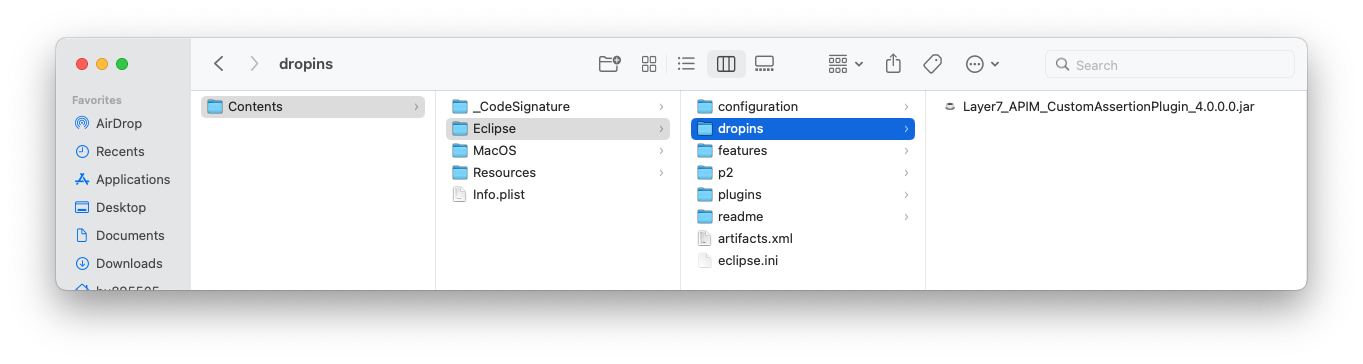 dropins
Search
Favorites
AirDrop
Recents
Applications
Desktop
Documents
Downloads
Contents
_CodeSignature
Eclipse
MacOS
Resources
Info.plist
configuration
dropins
features
p2
plugins
readme
artifacts.xml
eclipse.ini
Layer7_APIM_CustomAssertionPlugin_4.0.0.0.jar